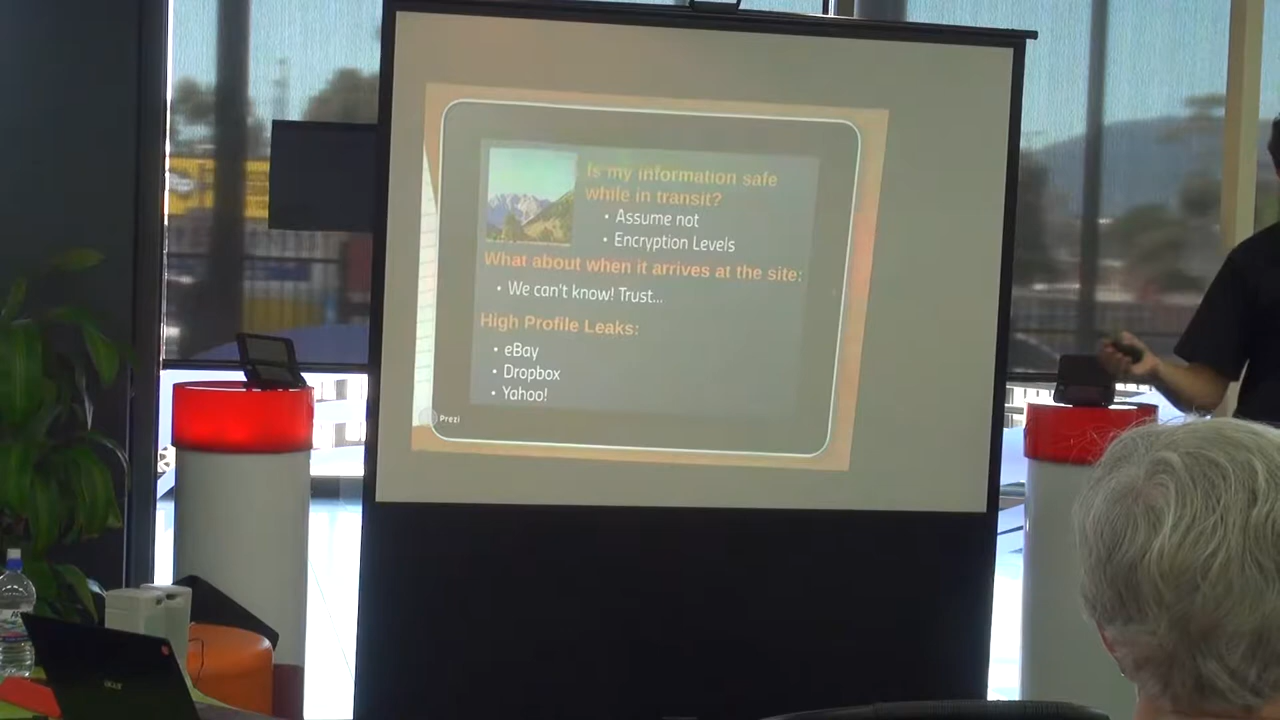 Is my information safe
while in transit?
• Assume not
• Encryption Levels
What about when it arrives at the site:
• We can't know! Trust...
High Profile Leaks:
• eBay
• Dropbox
• Yahoo!
Prezi
acer